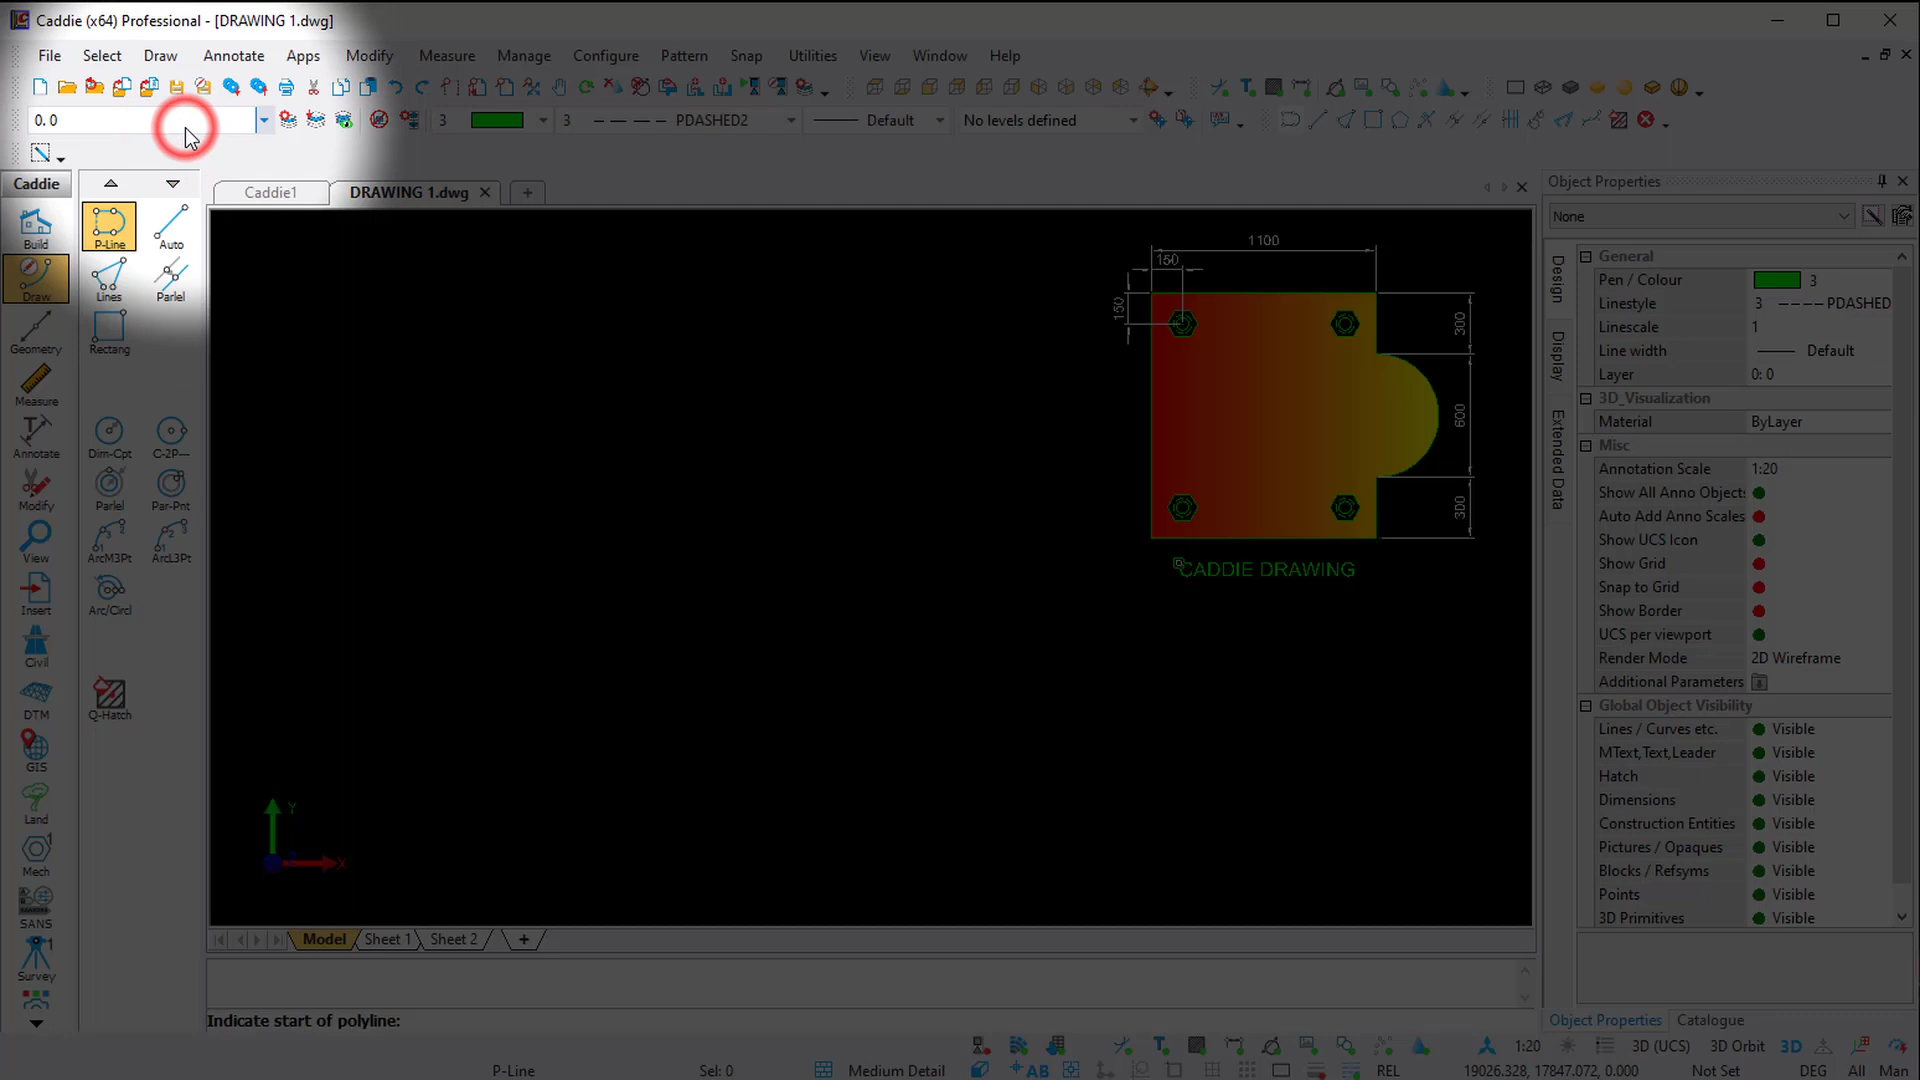 Caddie (x64) Professional - [DRAWING 1.dwg]
File Select Draw Annotate Apps Modify Measure Manage Configure Pattern Snap Utilities View Window Help
0. 0
3
3
PDASHED2
Default
No levels defined
Caddie
Caddie1
DRAWING 1.dwg
Build
P-Line
Auto
Draw
Lines
Parlel
Geometry
Rectang
Measure
Annotate
Dim-Cpt
C-2P---
Modify
Parlel
Par-Pnt
View
ArcM3Pt
ArcL3Pt
Insert
Arc/Circl
Civil
DTM
Q-Hatch
GIS
Land
Mech
SANS
Survey
1100
150
150
300
600
300
CADDIE DRAWING
Y
X
Model
Sheet 1
Sheet 2
Indicate start of polyline:
Object Properties
None
Design
Display
Extended Data
General
Pen / Colour 3
Linestyle 3 PDASHED
Linescale 1
Line width Default
Layer 0: 0
3D_Visualization
Material ByLayer
Misc
Annotation Scale 1:20
Show All Anno Objects
Auto Add Anno Scales
Show UCS Icon
Show Grid
Snap to Grid
Show Border
UCS per viewport
Render Mode 2D Wireframe
Additional Parameters
Global Object Visibility
Lines / Curves etc. Visible
MText,Text,Leader Visible
Hatch Visible
Dimensions Visible
Construction Entities Visible
Pictures / Opaques Visible
Blocks / Refsyms Visible
Points Visible
3D Primitives Visible
Object Properties Catalogue
1:20 3D (UCS) 3D Orbit 3D
P-Line Sel: 0 Medium Detail AB REL 19026.328, 17847.072, 0.000 Not Set DEG All Man